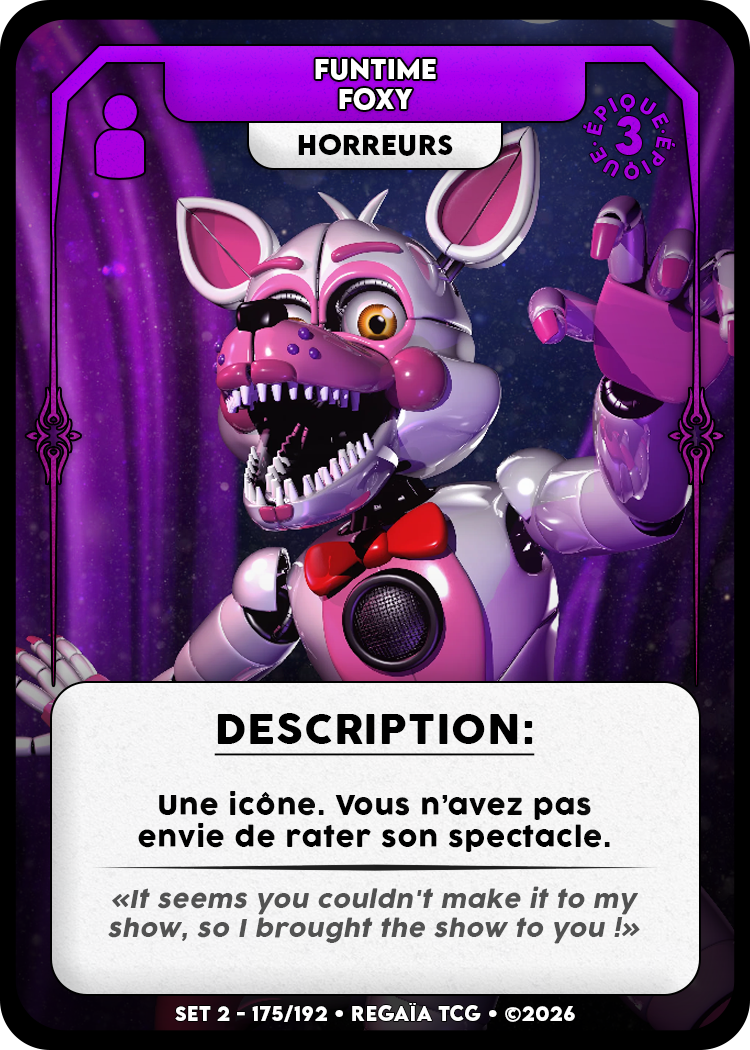 FUNTIME
FOXY
HORREURS
·ÉPIQUE·ÉPIQUE
3
DESCRIPTION:
Une icône. Vous n'avez pas
envie de rater son spectacle.
«It seems you couldn't make it to my
show, so I brought the show to you !»
SET 2 - 175/192 • REGAÏA TCG • ©2026